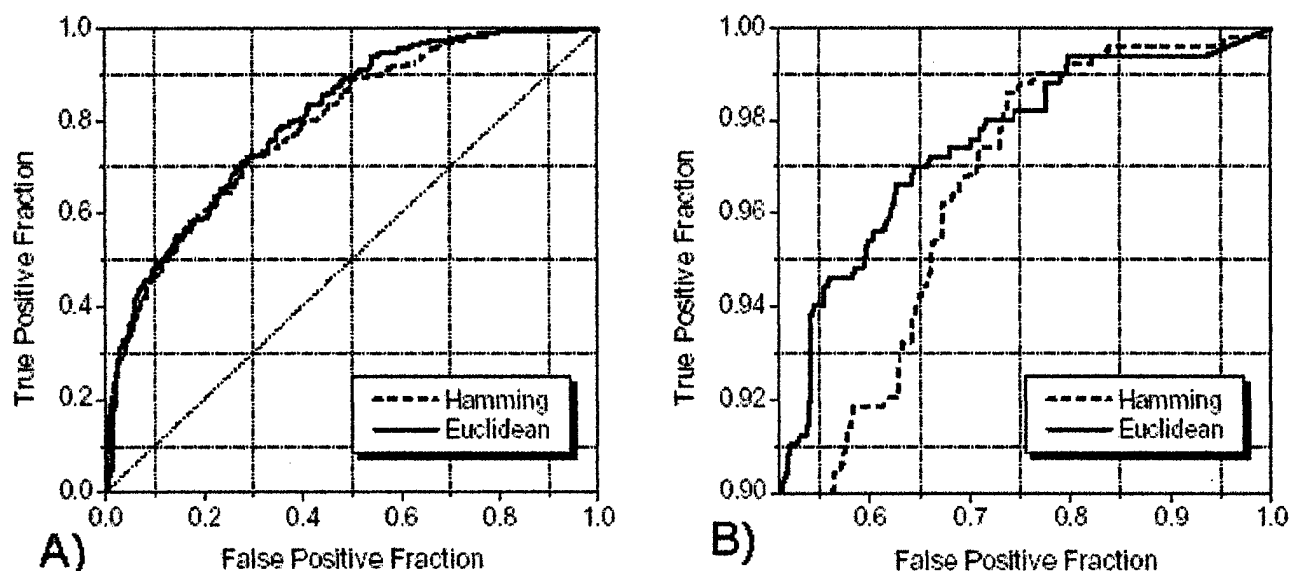 1.0
0.8
0.6
0.4
0.2
0.0
True Positive Fraction
Hamming
Euclidean
0.0 0.2 0.4 0.6 0.8 1.0
A) False Positive Fraction
1.00
0.98
0.96
0.94
0.92
0.90
True Positive Fraction
Hamming
Euclidean
0.6 0.7 0.8 0.9 1.0
B) False Positive Fraction